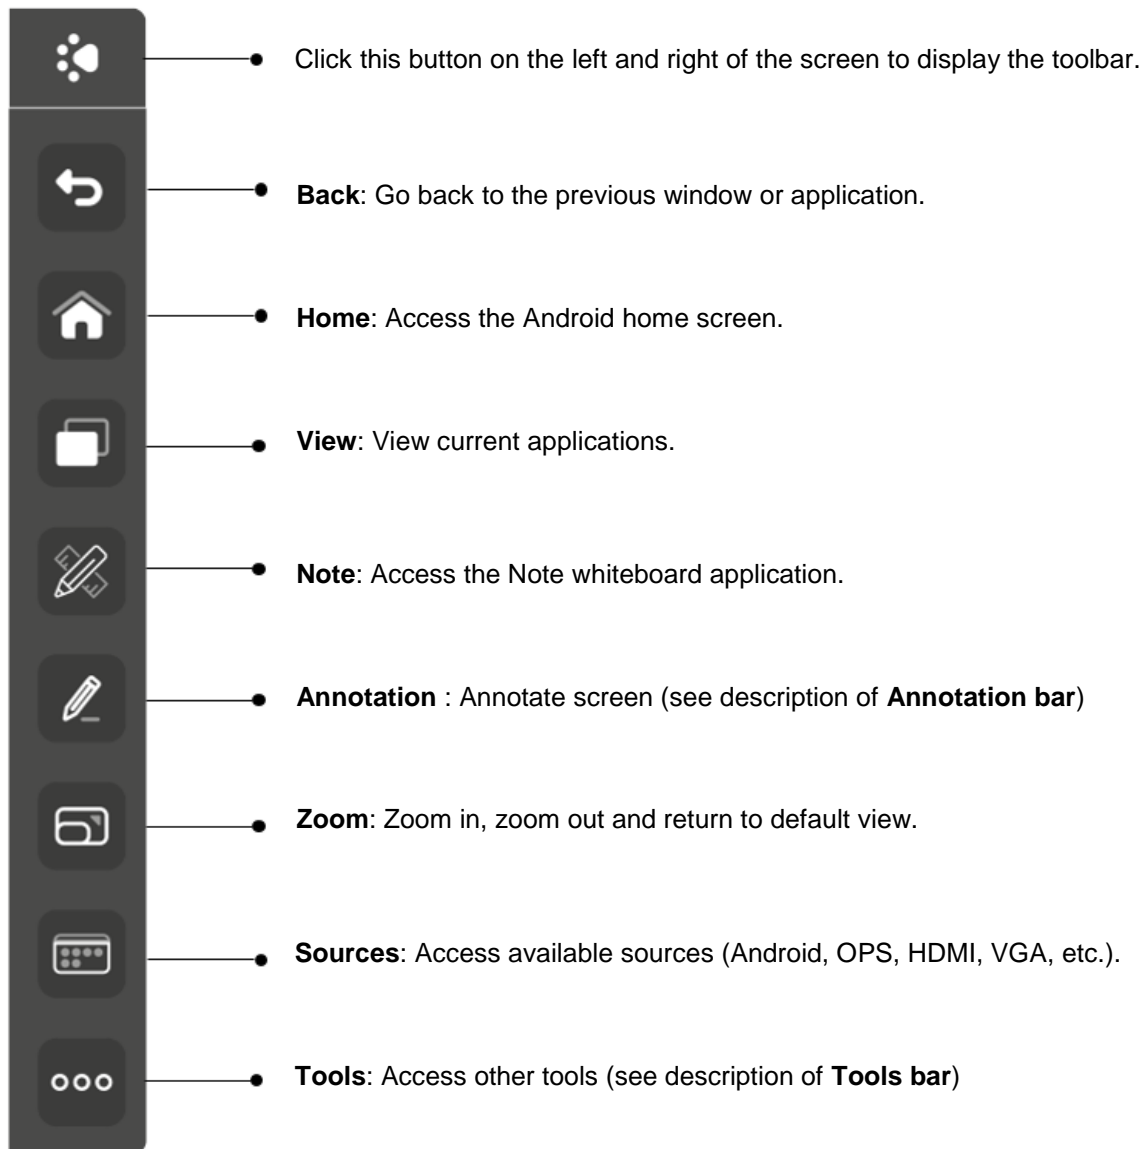 Click this button on the left and right of the screen to display the toolbar.
Back: Go back to the previous window or application.
Home: Access the Android home screen.
View: View current applications.
Note: Access the Note whiteboard application.
Annotation : Annotate screen (see description of Annotation bar)
Zoom: Zoom in, zoom out and return to default view.
Sources: Access available sources (Android, OPS, HDMI, VGA, etc.).
Tools: Access other tools (see description of Tools bar)